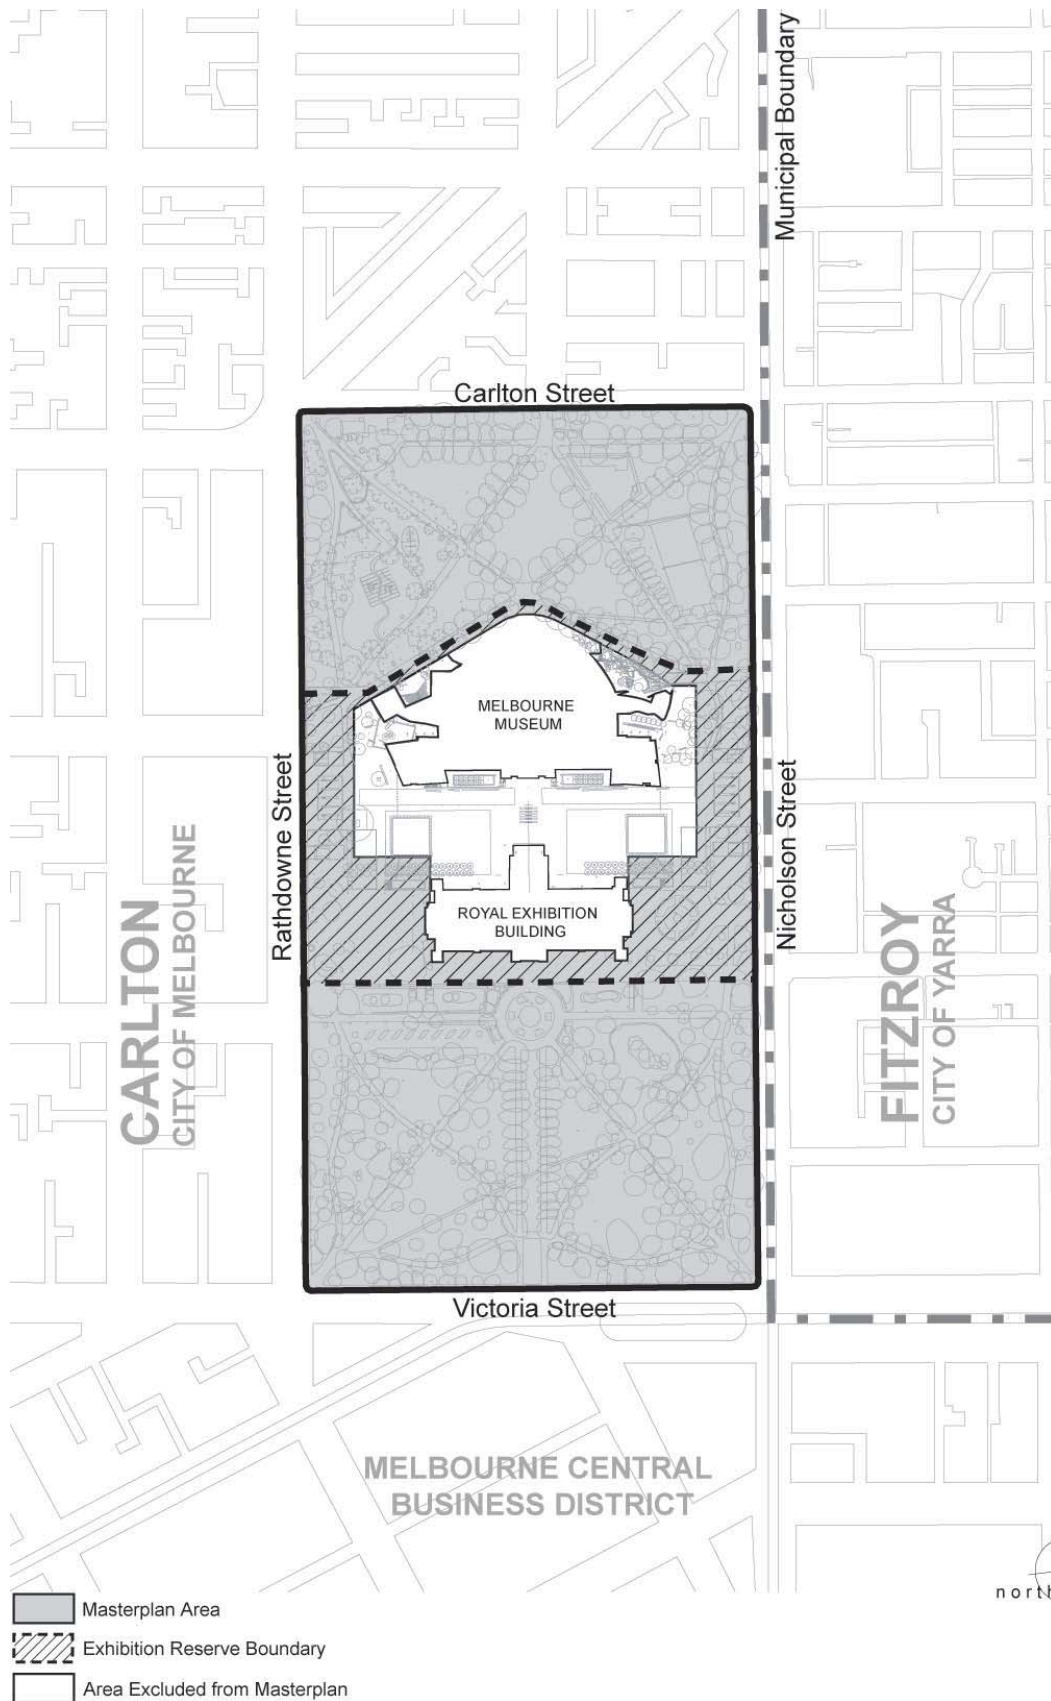 Municipal Boundary
Carlton Street
MELBOURNE
MUSEUM
Rathdowne Street
Nicholson Street
ROYAL EXHIBITION
BUILDING
CARLTON
CITY OF MELBOURNE
FITZROY
CITY OF YARRA
Victoria Street
MELBOURNE CENTRAL
BUSINESS DISTRICT
north
Masterplan Area
Exhibition Reserve Boundary
Area Excluded from Masterplan